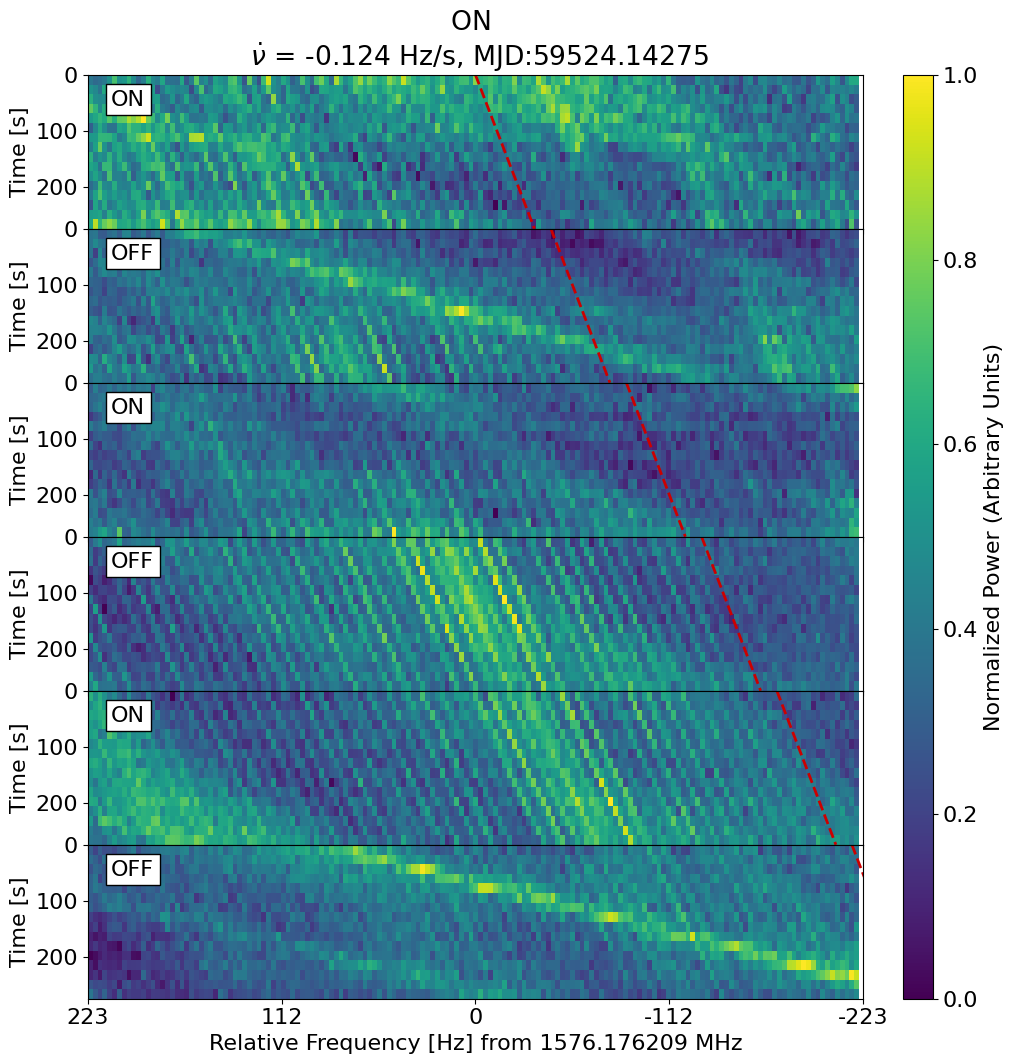 ON
ν̇ = -0.124 Hz/s, MJD:59524.14275
0
ON
100
200
Time [s]
0
OFF
100
200
Time [s]
0
ON
100
200
Time [s]
0
OFF
100
200
Time [s]
0
ON
100
200
Time [s]
0
OFF
100
200
Time [s]
223 112 0 -112 -223
Relative Frequency [Hz] from 1576.176209 MHz
1.0
0.8
0.6
0.4
0.2
0.0
Normalized Power (Arbitrary Units)